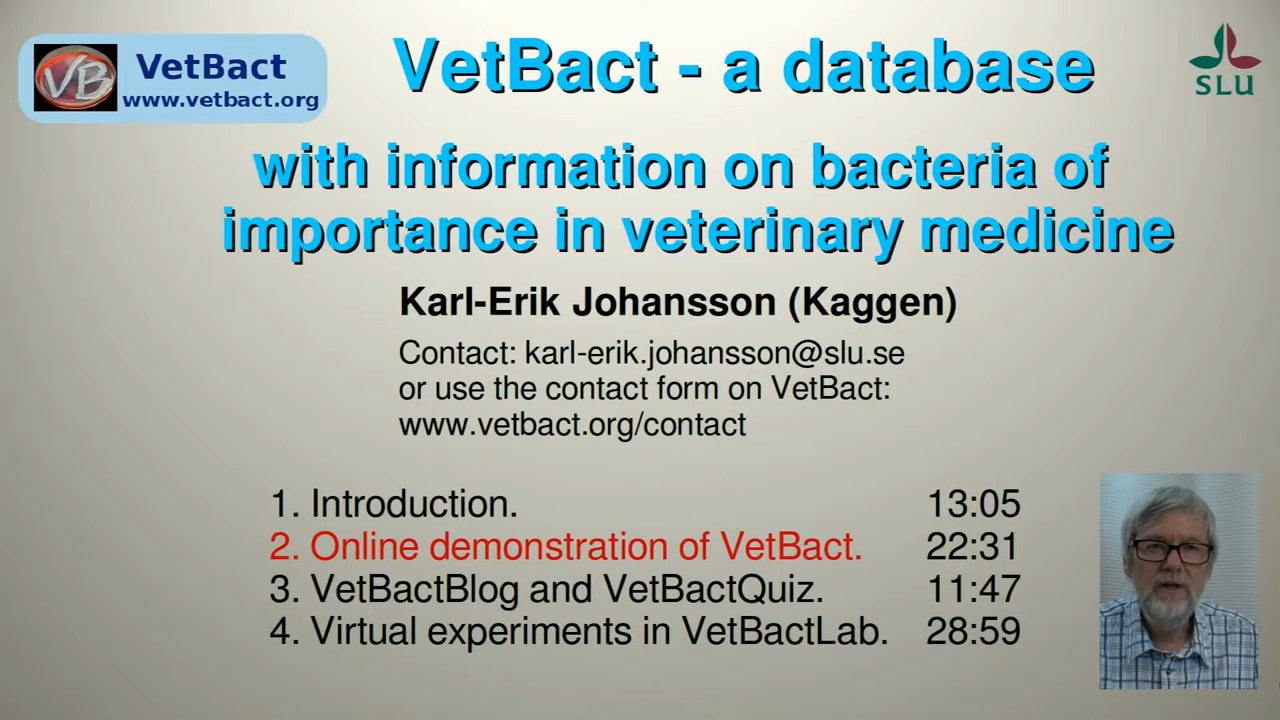 VB
VetBact
www.vetbact.org
VetBact - a database
SLU
with information on bacteria of
importance in veterinary medicine
Karl-Erik Johansson (Kaggen)
Contact: karl-erik.johansson@slu.se
or use the contact form on VetBact:
www.vetbact.org/contact
1. Introduction. 13:05
2. Online demonstration of VetBact. 22:31
3. VetBactBlog and VetBactQuiz. 11:47
4. Virtual experiments in VetBactLab. 28:59